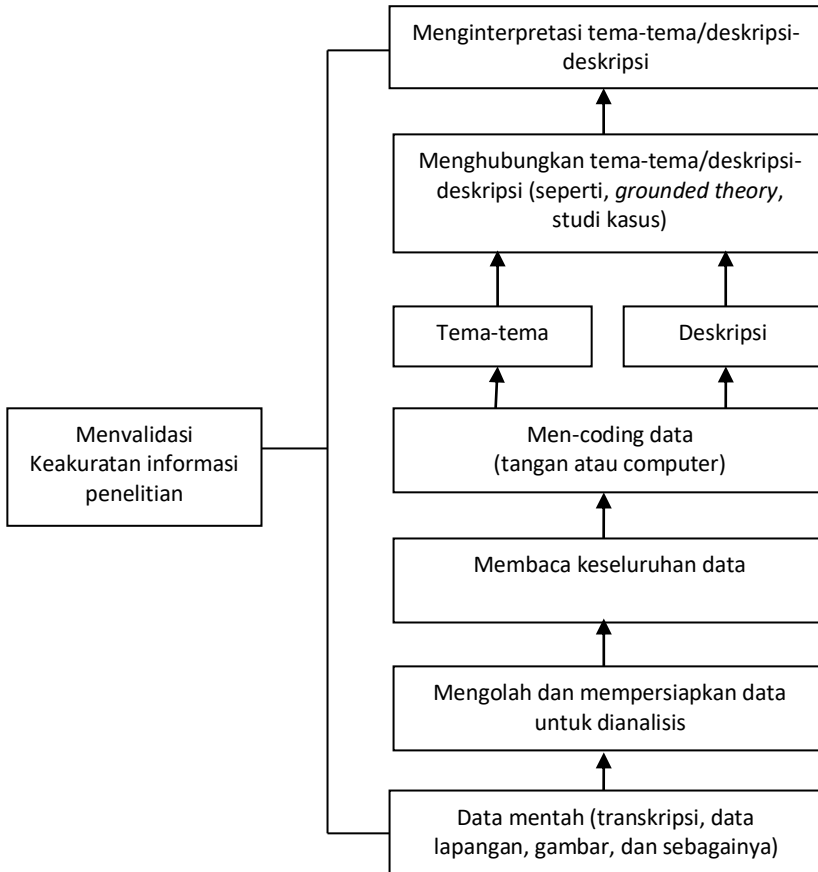 Menginterpretasi tema-tema/deskripsi-
deskripsi
Menghubungkan tema-tema/deskripsi-
deskripsi (seperti, grounded theory,
studi kasus)
Tema-tema
Deskripsi
Menvalidasi
Keakuratan informasi
penelitian
Men-coding data
(tangan atau computer)
Membaca keseluruhan data
Mengolah dan mempersiapkan data
untuk dianalisis
Data mentah (transkripsi, data
lapangan, gambar, dan sebagainya)